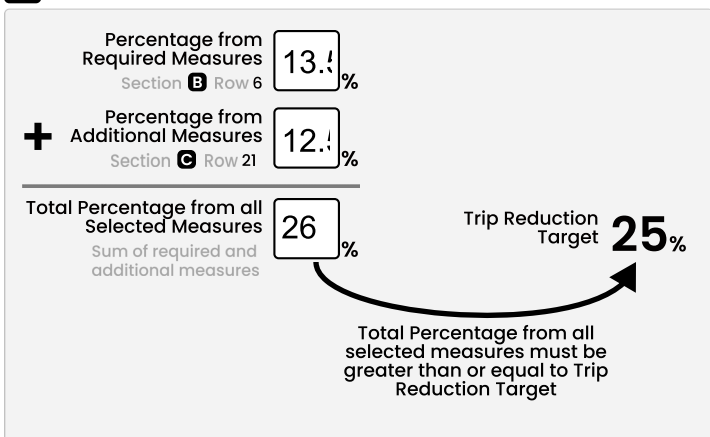 Percentage from
Required Measures
Section B Row 6
13.
%
+
Percentage from
Additional Measures
Section C Row 21
12.
%
Total Percentage from all
Selected Measures
Sum of required and
additional measures
26
%
Trip Reduction
Target
25%
Total Percentage from all
selected measures must be
greater than or equal to Trip
Reduction Target